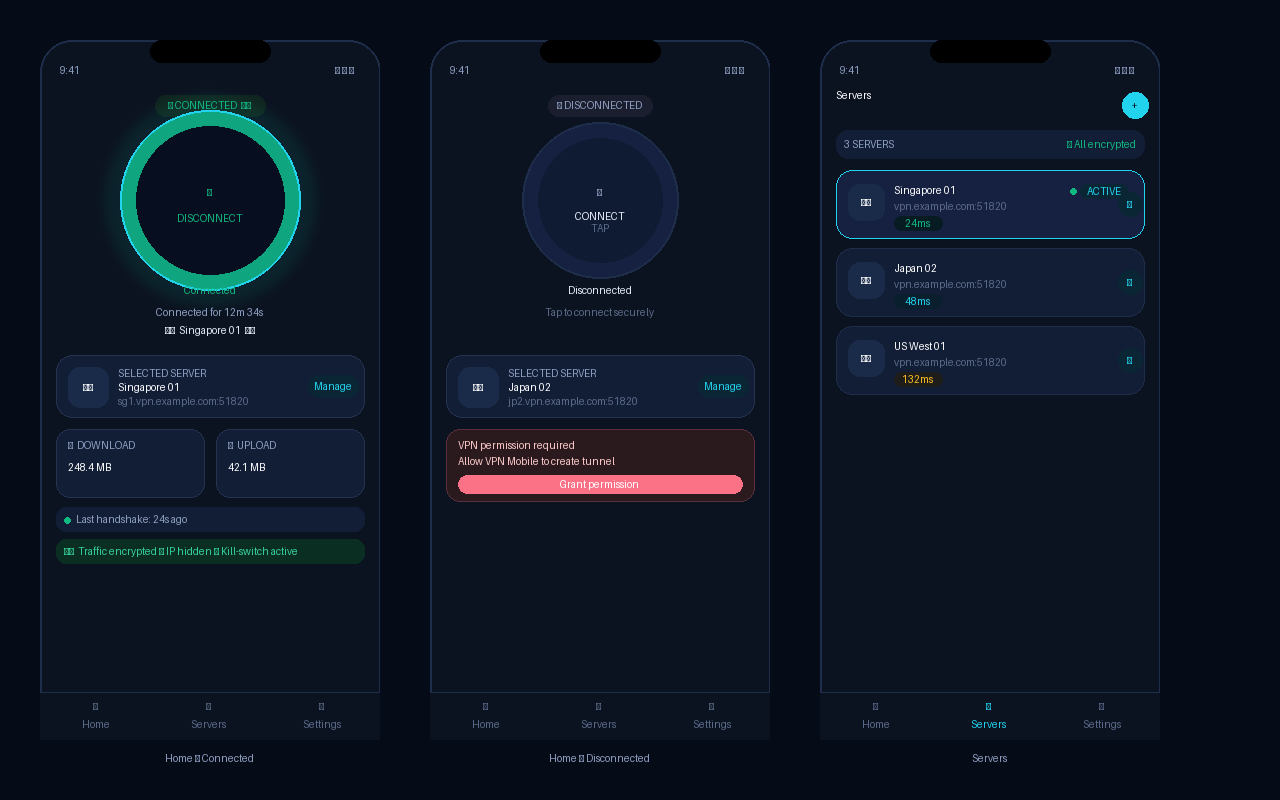 9:41
CONNECTED
DISCONNECT
Connected
Connected for 12m 34s
Singapore 01
SELECTED SERVER
Singapore 01
sg1.vpn.example.com:51820
Manage
DOWNLOAD
248.4 MB
UPLOAD
42.1 MB
Last handshake: 24s ago
Traffic encrypted IP hidden Kill-switch active
Home
Servers
Settings
Home Connected
9:41
DISCONNECTED
CONNECT
TAP
Disconnected
Tap to connect securely
SELECTED SERVER
Japan 02
jp2.vpn.example.com:51820
Manage
VPN permission required
Allow VPN Mobile to create tunnel
Grant permission
Home
Servers
Settings
Home Disconnected
9:41
Servers
+
3 SERVERS
All encrypted
Singapore 01
ACTIVE
vpn.example.com:51820
24ms
Japan 02
vpn.example.com:51820
48ms
US West 01
vpn.example.com:51820
132ms
Home
Servers
Settings
Servers